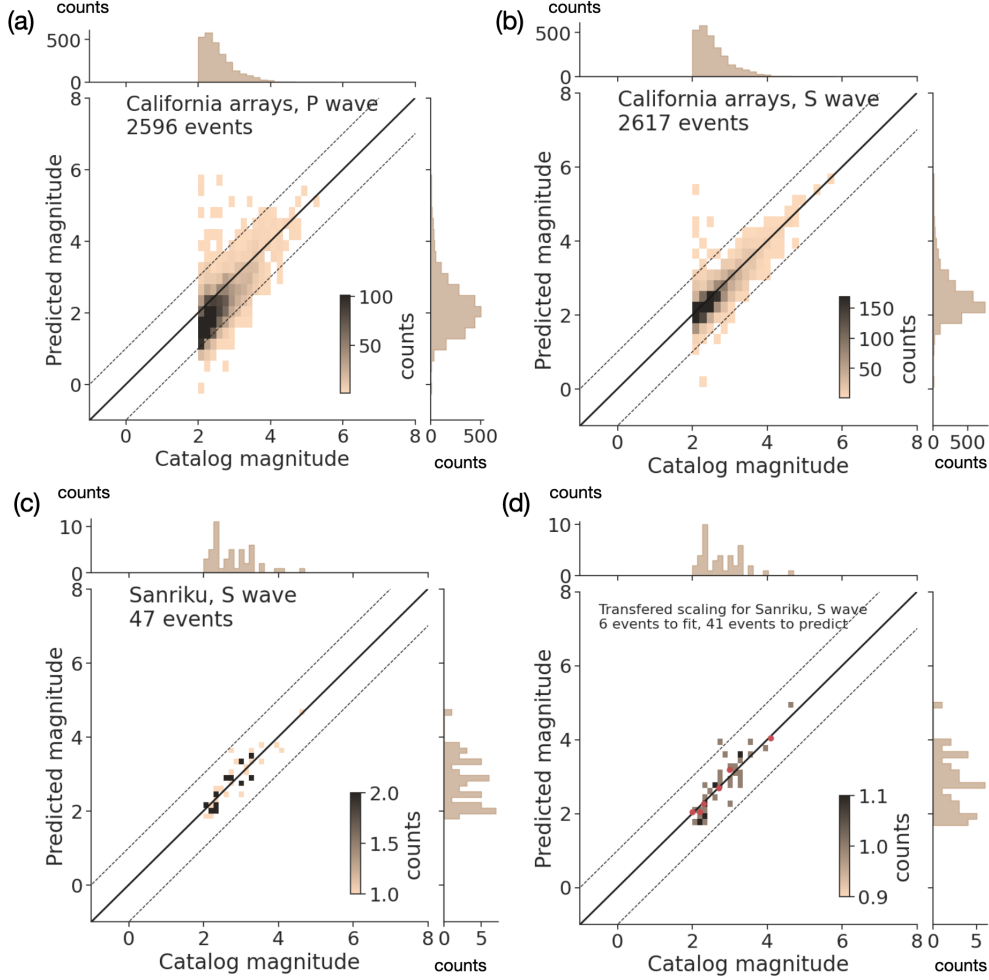 counts
(a)
500
0
8
California arrays, P wave
2596 events
6
4
2
0
Predicted magnitude
100
50
counts
0 2 4 6 8
Catalog magnitude
0 500
counts
counts
(b)
500
0
8
California arrays, S wave
2617 events
6
4
2
0
Predicted magnitude
150
100
50
counts
0 2 4 6 8
Catalog magnitude
0 500
counts
(c)
counts
10
0
8
Sanriku, S wave
47 events
6
4
2
0
Predicted magnitude
2.0
1.5
1.0
counts
0 2 4 6 8
Catalog magnitude
0 5
counts
(d)
counts
10
0
8
Transfered scaling for Sanriku, S wave
6 events to fit, 41 events to predict
6
4
2
0
Predicted magnitude
1.1
1.0
0.9
counts
0 2 4 6 8
Catalog magnitude
0 5
counts